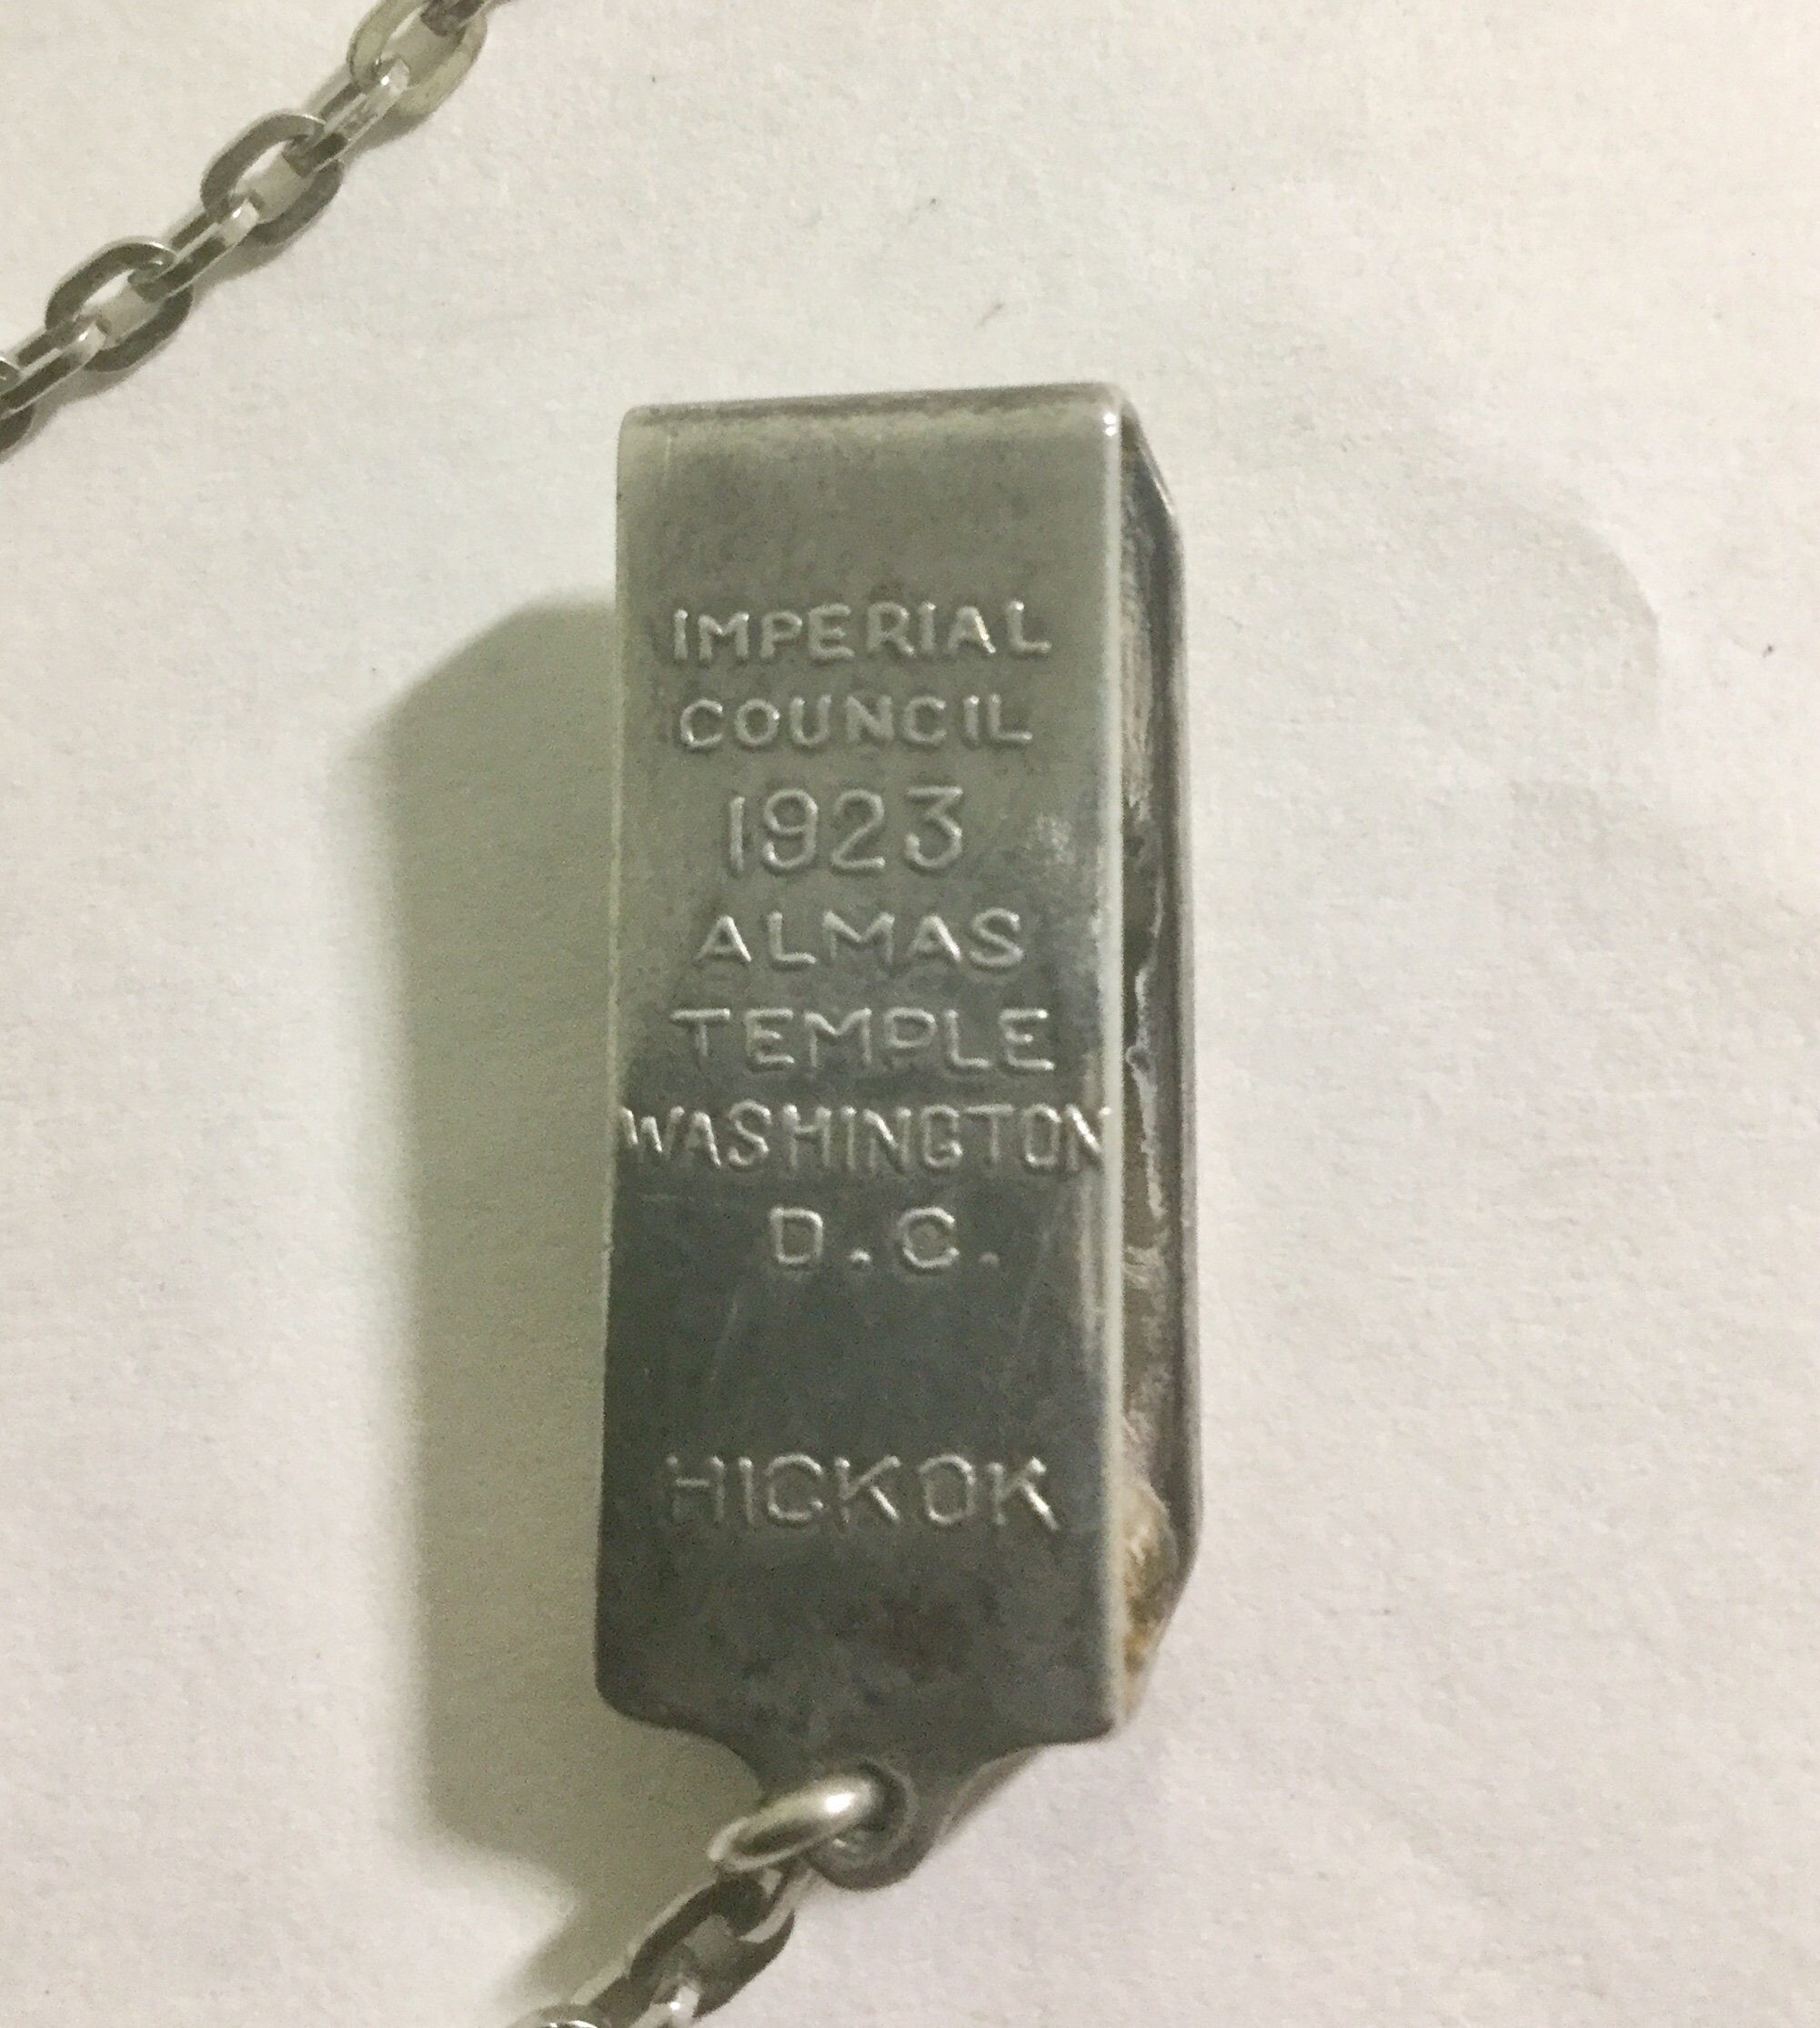 IMPERIAL
COUNCIL
1923
ALMAS
TEMPLE
WASHINGTON
D.C.
HICKOK